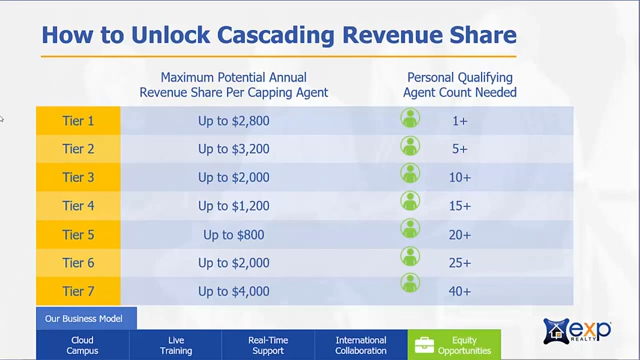 How to Unlock Cascading Revenue Share
Maximum Potential Annual
Revenue Share Per Capping Agent
Personal Qualifying
Agent Count Needed
Tier 1 Up to $2,800 1+
Tier 2 Up to $3,200 5+
Tier 3 Up to $2,000 10+
Tier 4 Up to $1,200 15+
Tier 5 Up to $800 20+
Tier 6 Up to $2,000 25+
Tier 7 Up to $4,000 40+
Our Business Model
Cloud
Campus
Live
Training
Real-Time
Support
International
Collaboration
Equity
Opportunities
exp
REALTY